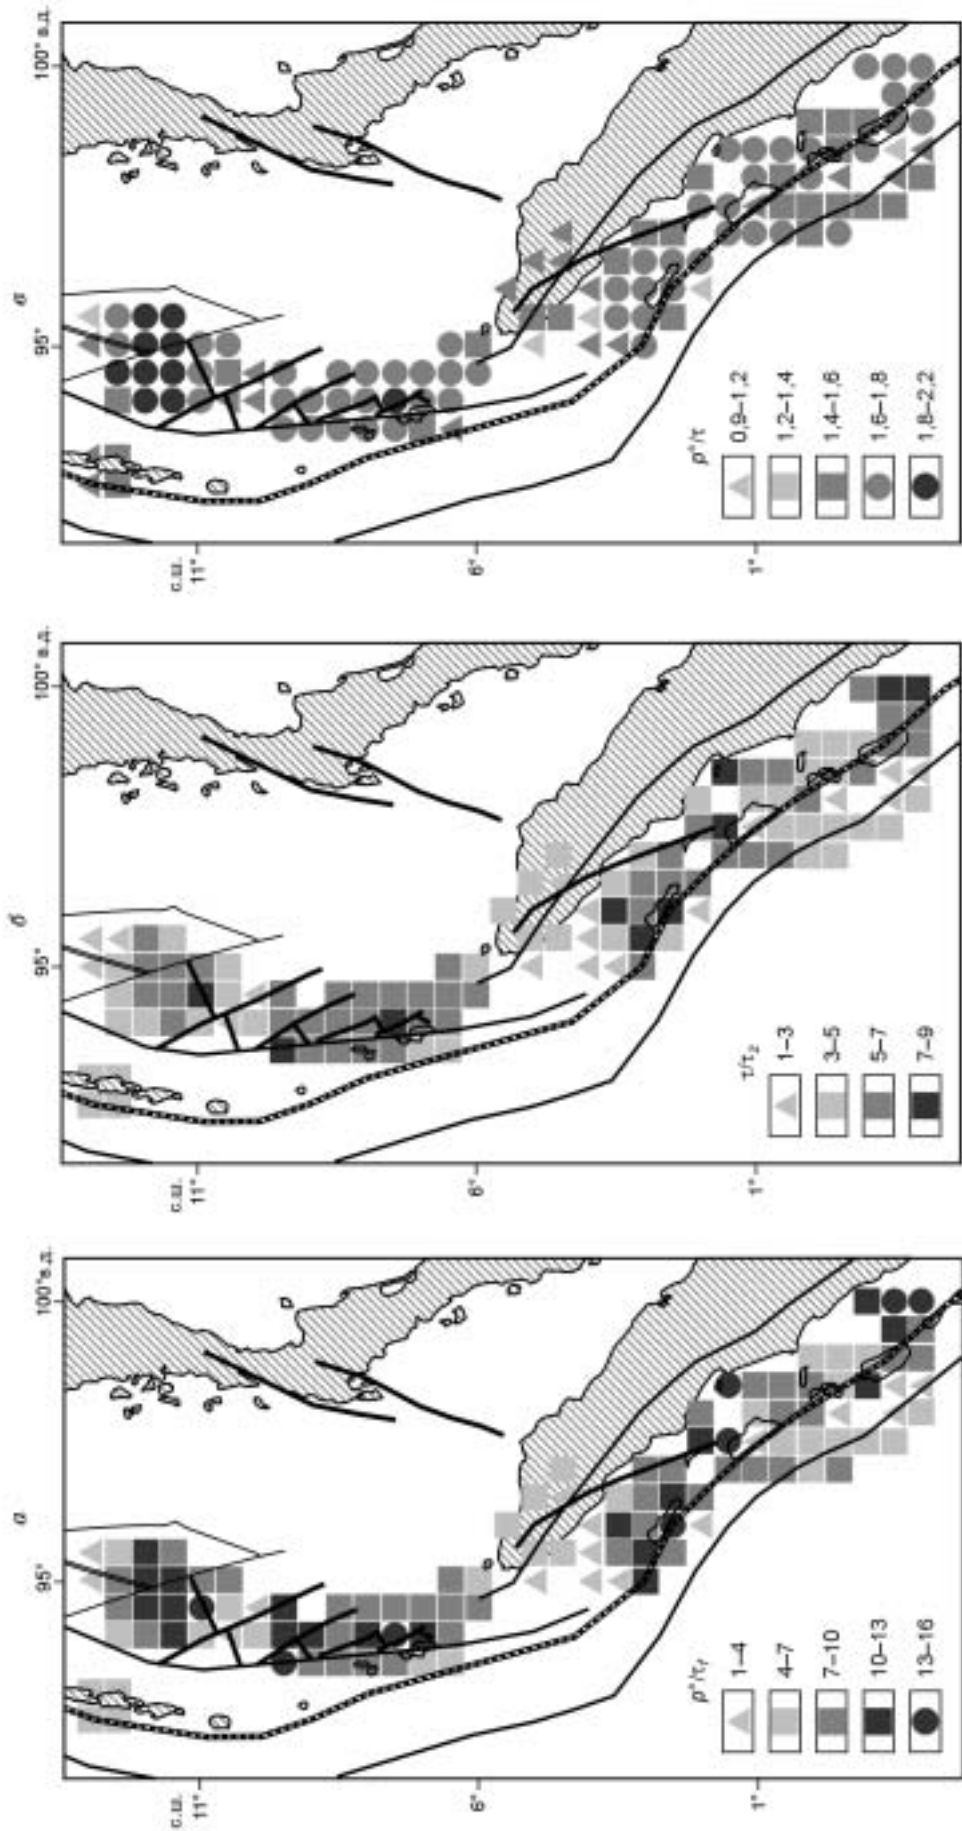 а
95°
100° в.д.
с.ш.
11°
6°
1°
p*/τf
1–4
4–7
7–10
10–13
13–16
б
95°
100° в.д.
с.ш.
11°
6°
1°
τ/τ₂
1–3
3–5
5–7
7–9
в
95°
100° в.д.
с.ш.
11°
6°
1°
p*/τ
0,9–1,2
1,2–1,4
1,4–1,6
1,6–1,8
1,8–2,2